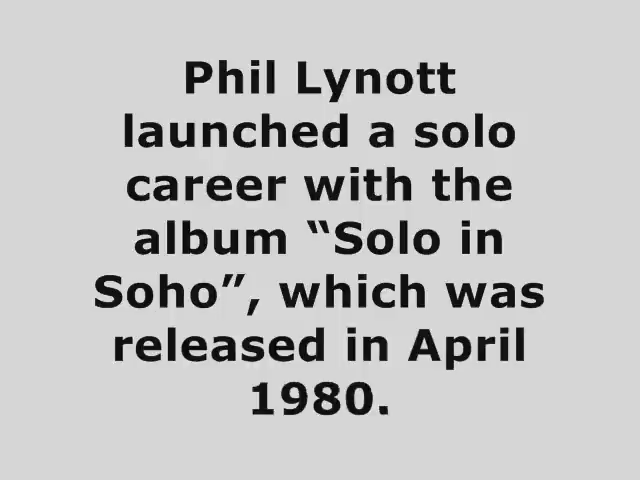 Phil Lynott
launched a solo
career with the
album “Solo in
Soho”, which was
released in April
1980.